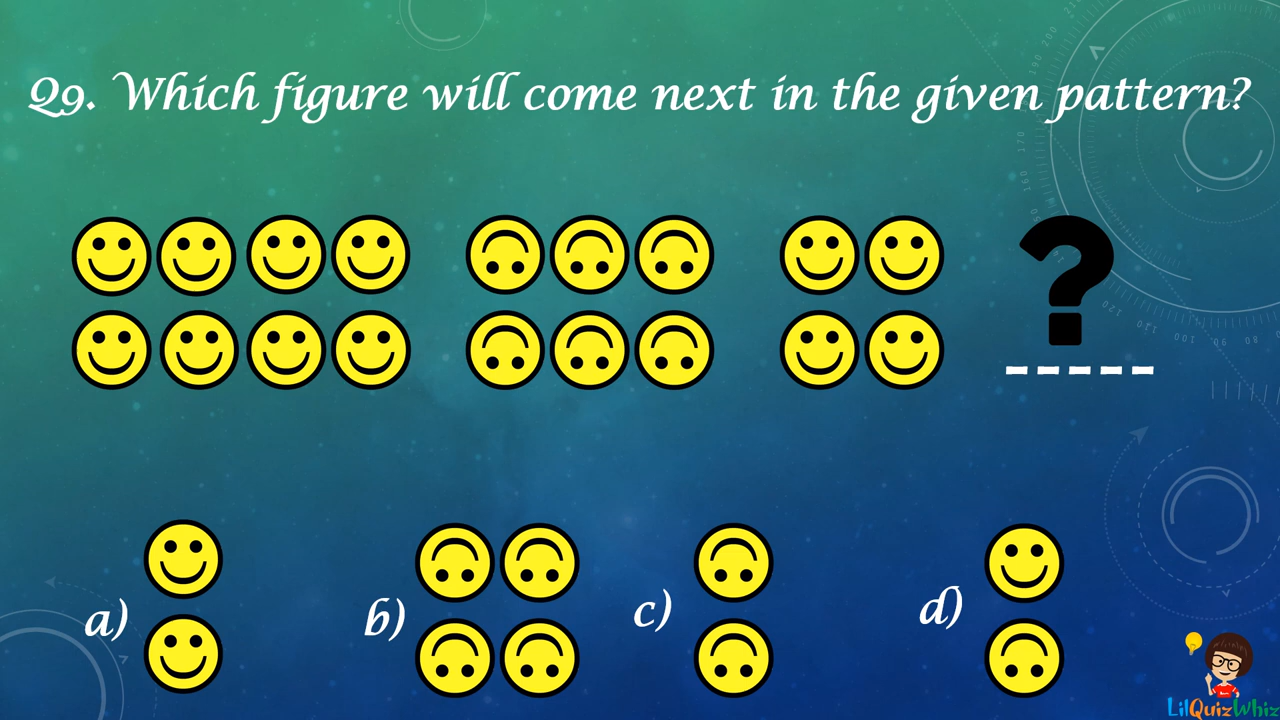 Q9. Which figure will come next in the given pattern?
?
a)
b)
c)
d)
LilQuizWhiz